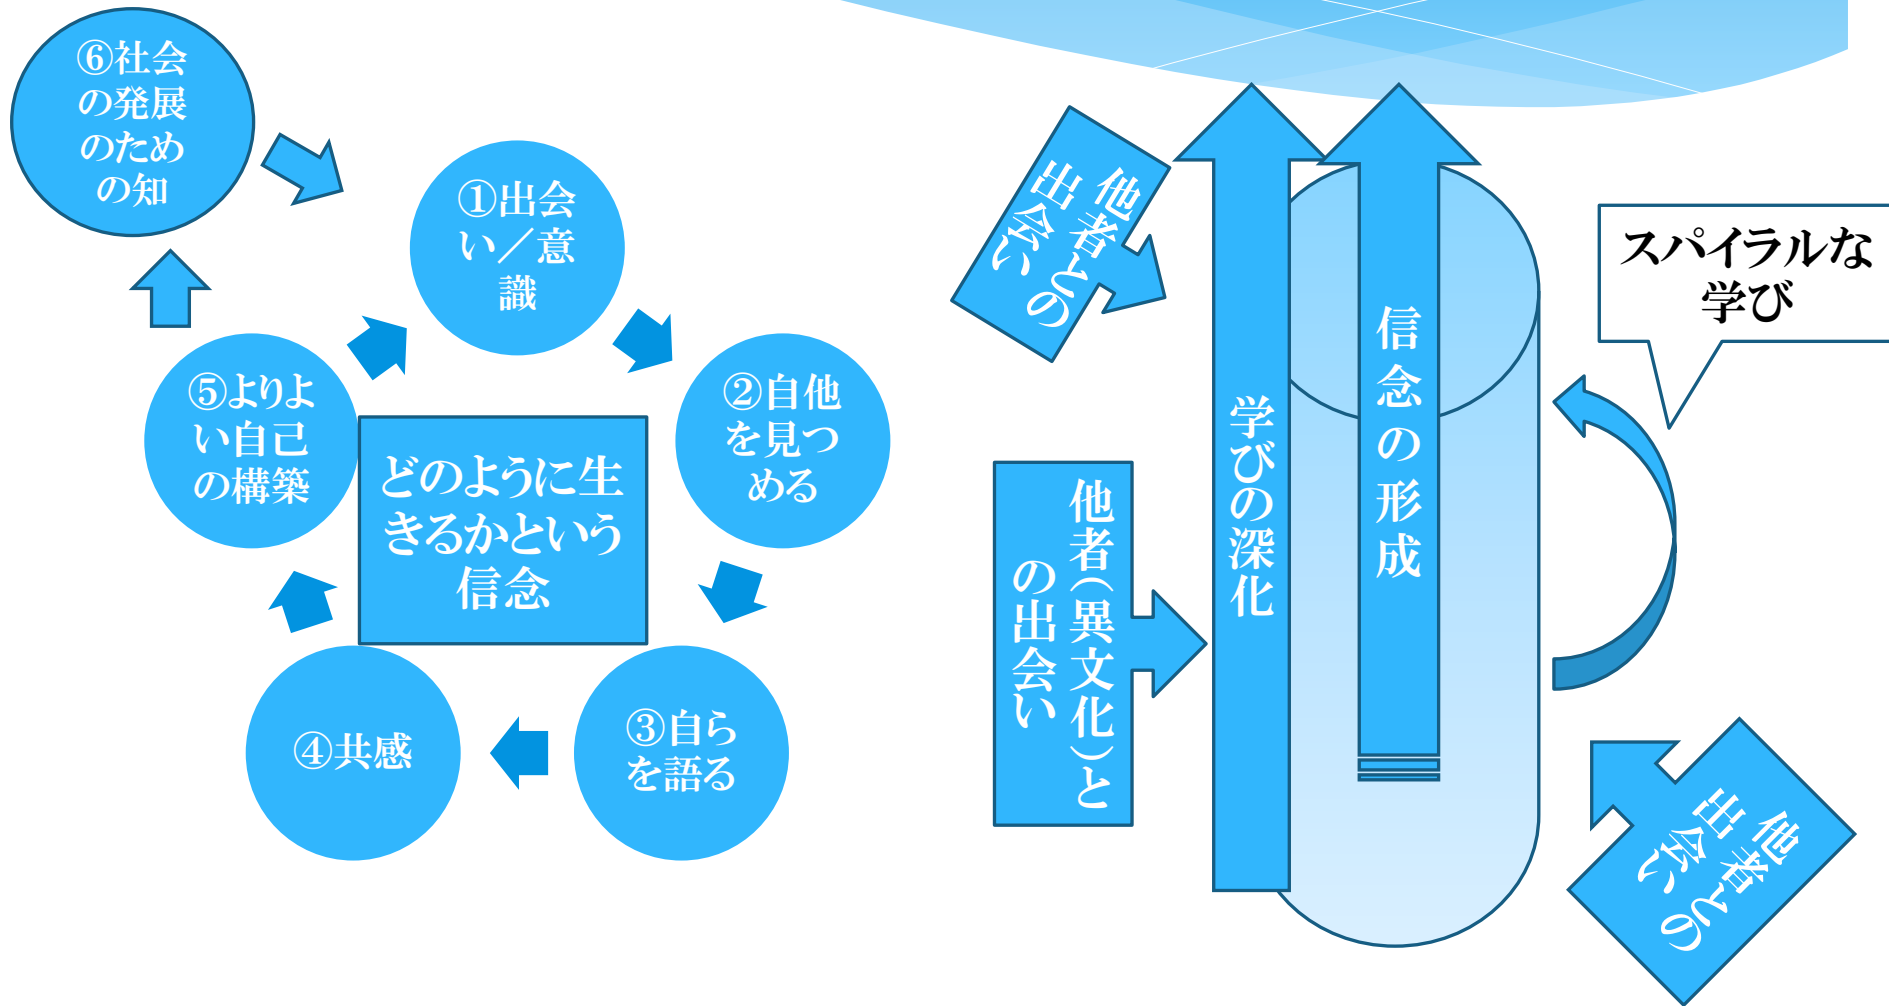 ⑥社会
の発展
のため
の知
①出会
い／意
識
②自他
を見つ
める
③自ら
を語る
④共感
⑤よりよ
い自己
の構築
どのように生
きるかという
信念
他者との
出会い
他者(異文化)と
の出会い
学びの深化
信念の形成
スパイラルな
学び
他者との
出会い